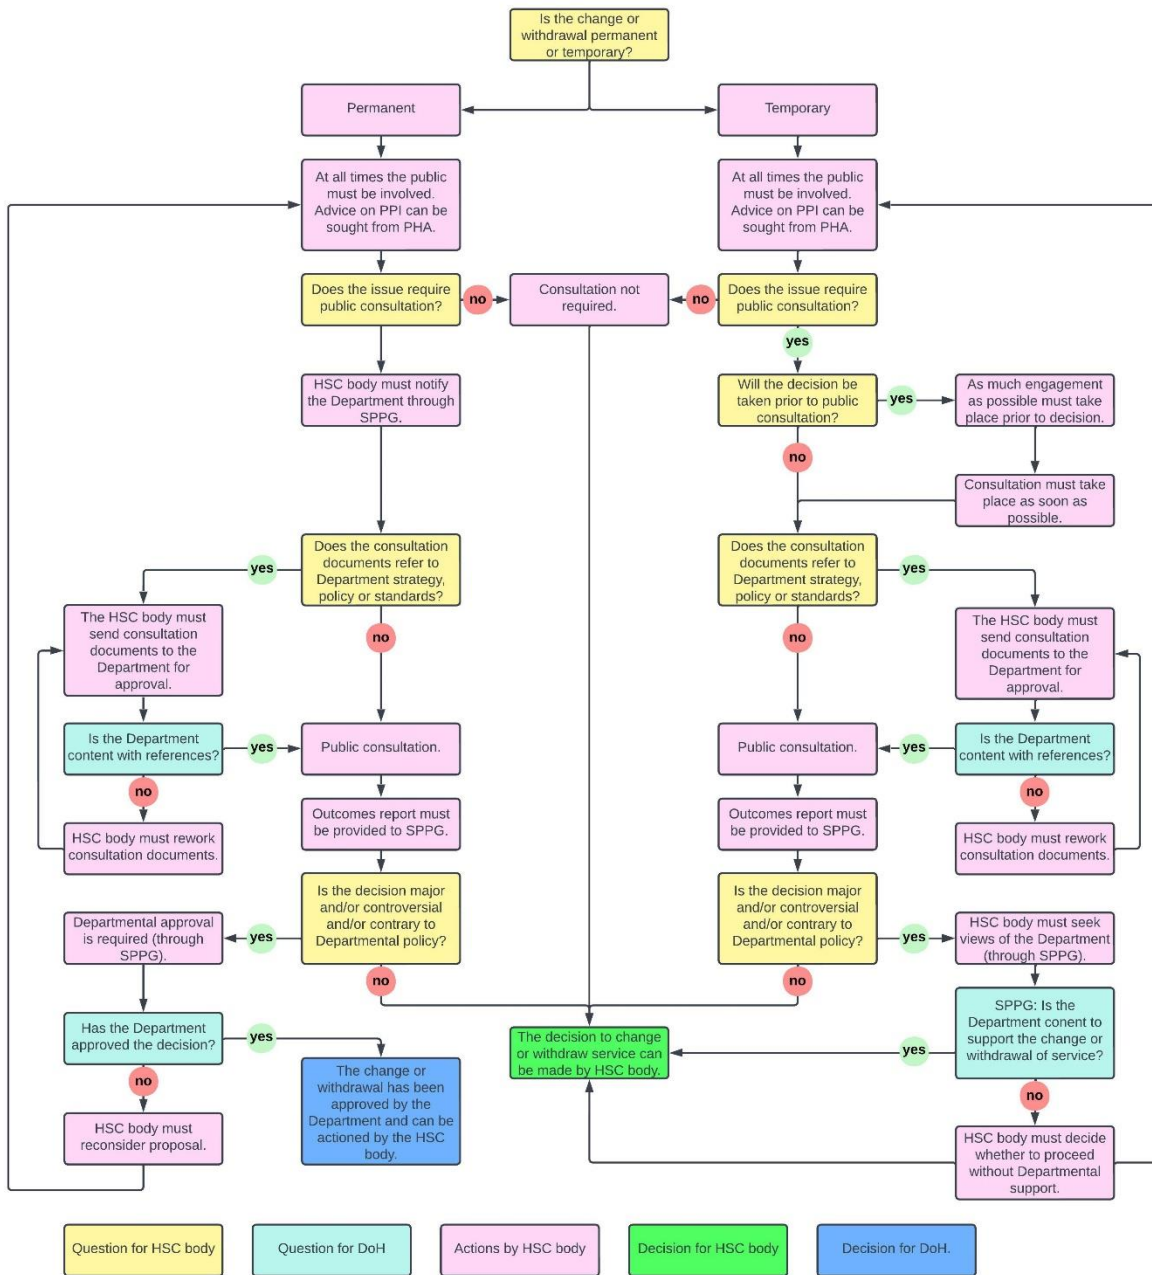 Is the change or
withdrawal permanent
or temporary?
Permanent
Temporary
At all times the public
must be involved.
Advice on PPI can be
sought from PHA.
At all times the public
must be involved.
Advice on PPI can be
sought from PHA.
Does the issue require
public consultation?
no
Consultation not
required.
no
Does the issue require
public consultation?
yes
HSC body must notify
the Department through
SPPG.
Will the decision be
taken prior to public
consultation?
yes
As much engagement
as possible must take
place prior to decision.
no
Consultation must take
place as soon as
possible.
Does the consultation
documents refer to
Department strategy,
policy or standards?
yes
no
The HSC body must
send consultation
documents to the
Department for
approval.
Does the consultation
documents refer to
Department strategy,
policy or standards?
yes
no
The HSC body must
send consultation
documents to the
Department for
approval.
Is the Department
content with references?
yes
no
Public consultation.
Public consultation.
yes
Is the Department
content with references?
no
HSC body must rework
consultation documents.
Outcomes report must
be provided to SPPG.
Outcomes report must
be provided to SPPG.
HSC body must rework
consultation documents.
Departmental approval
is required (through
SPPG).
yes
Is the decision major
and/or controversial
and/or contrary to
Departmental policy?
no
Is the decision major
and/or controversial
and/or contrary to
Departmental policy?
yes
no
HSC body must seek
views of the Department
(through SPPG).
Has the Department
approved the decision?
yes
no
The decision to change
or withdraw service can
be made by HSC body.
yes
SPPG: Is the
Department conent to
support the change or
withdrawal of service?
no
The change or
withdrawal has been
approved by the
Department and can be
actioned by the HSC
body.
HSC body must
reconsider proposal.
HSC body must decide
whether to proceed
without Departmental
support.
Question for HSC body
Question for DoH
Actions by HSC body
Decision for HSC body
Decision for DoH.